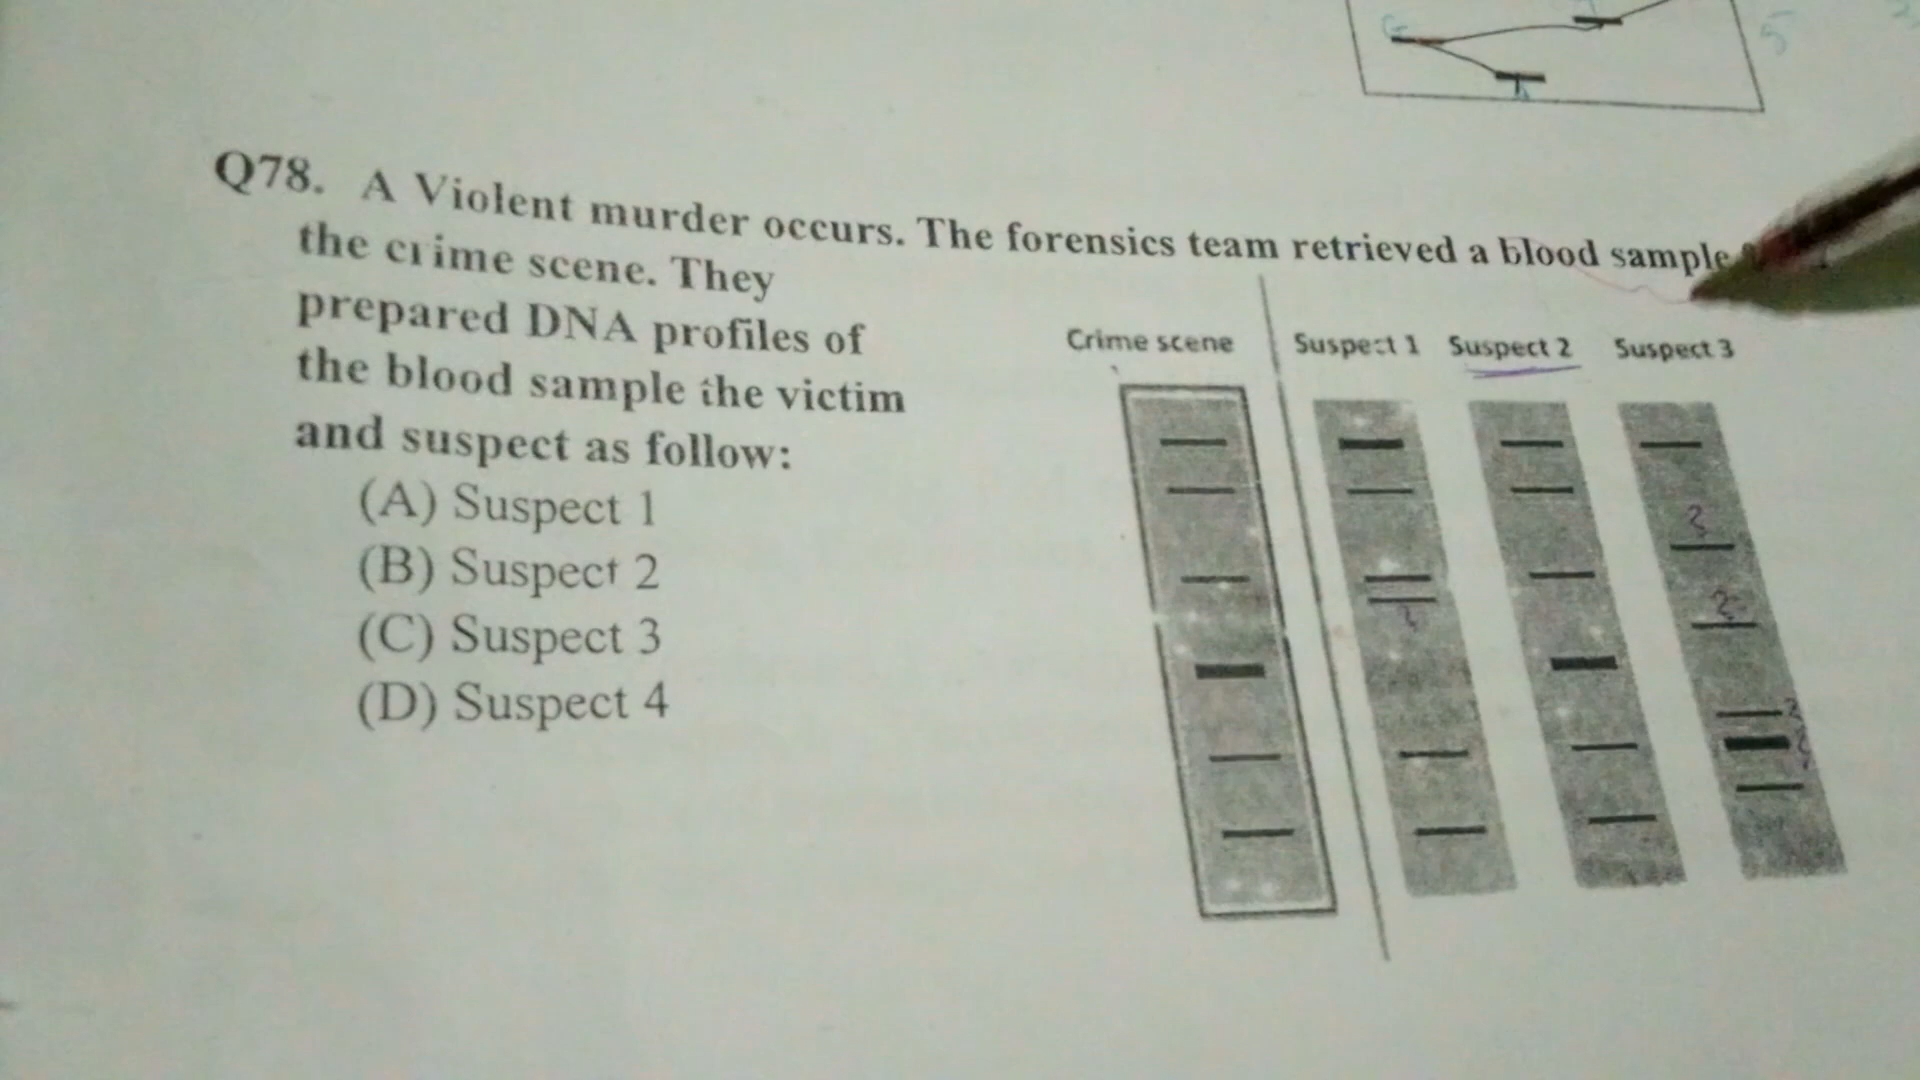 Q78. A Violent murder occurs. The forensics team retrieved a blood sample
the crime scene. They
prepared DNA profiles of
the blood sample the victim
and suspect as follow:
(A) Suspect 1
(B) Suspect 2
(C) Suspect 3
(D) Suspect 4
Crime scene Suspect 1 Suspect 2 Suspect 3